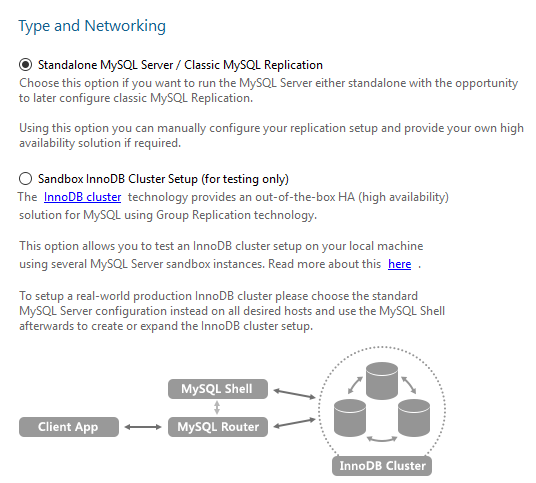 Type and Networking
Standalone MySQL Server / Classic MySQL Replication
Choose this option if you want to run the MySQL Server either standalone with the opportunity
to later configure classic MySQL Replication.
Using this option you can manually configure your replication setup and provide your own high
availability solution if required.
Sandbox InnoDB Cluster Setup (for testing only)
The InnoDB cluster technology provides an out-of-the-box HA (high availability)
solution for MySQL using Group Replication technology.
This option allows you to test an InnoDB cluster setup on your local machine
using several MySQL Server sandbox instances. Read more about this here .
To setup a real-world production InnoDB cluster please choose the standard
MySQL Server configuration instead on all desired hosts and use the MySQL Shell
afterwards to create or expand the InnoDB cluster setup.
MySQL Shell
Client App
MySQL Router
InnoDB Cluster